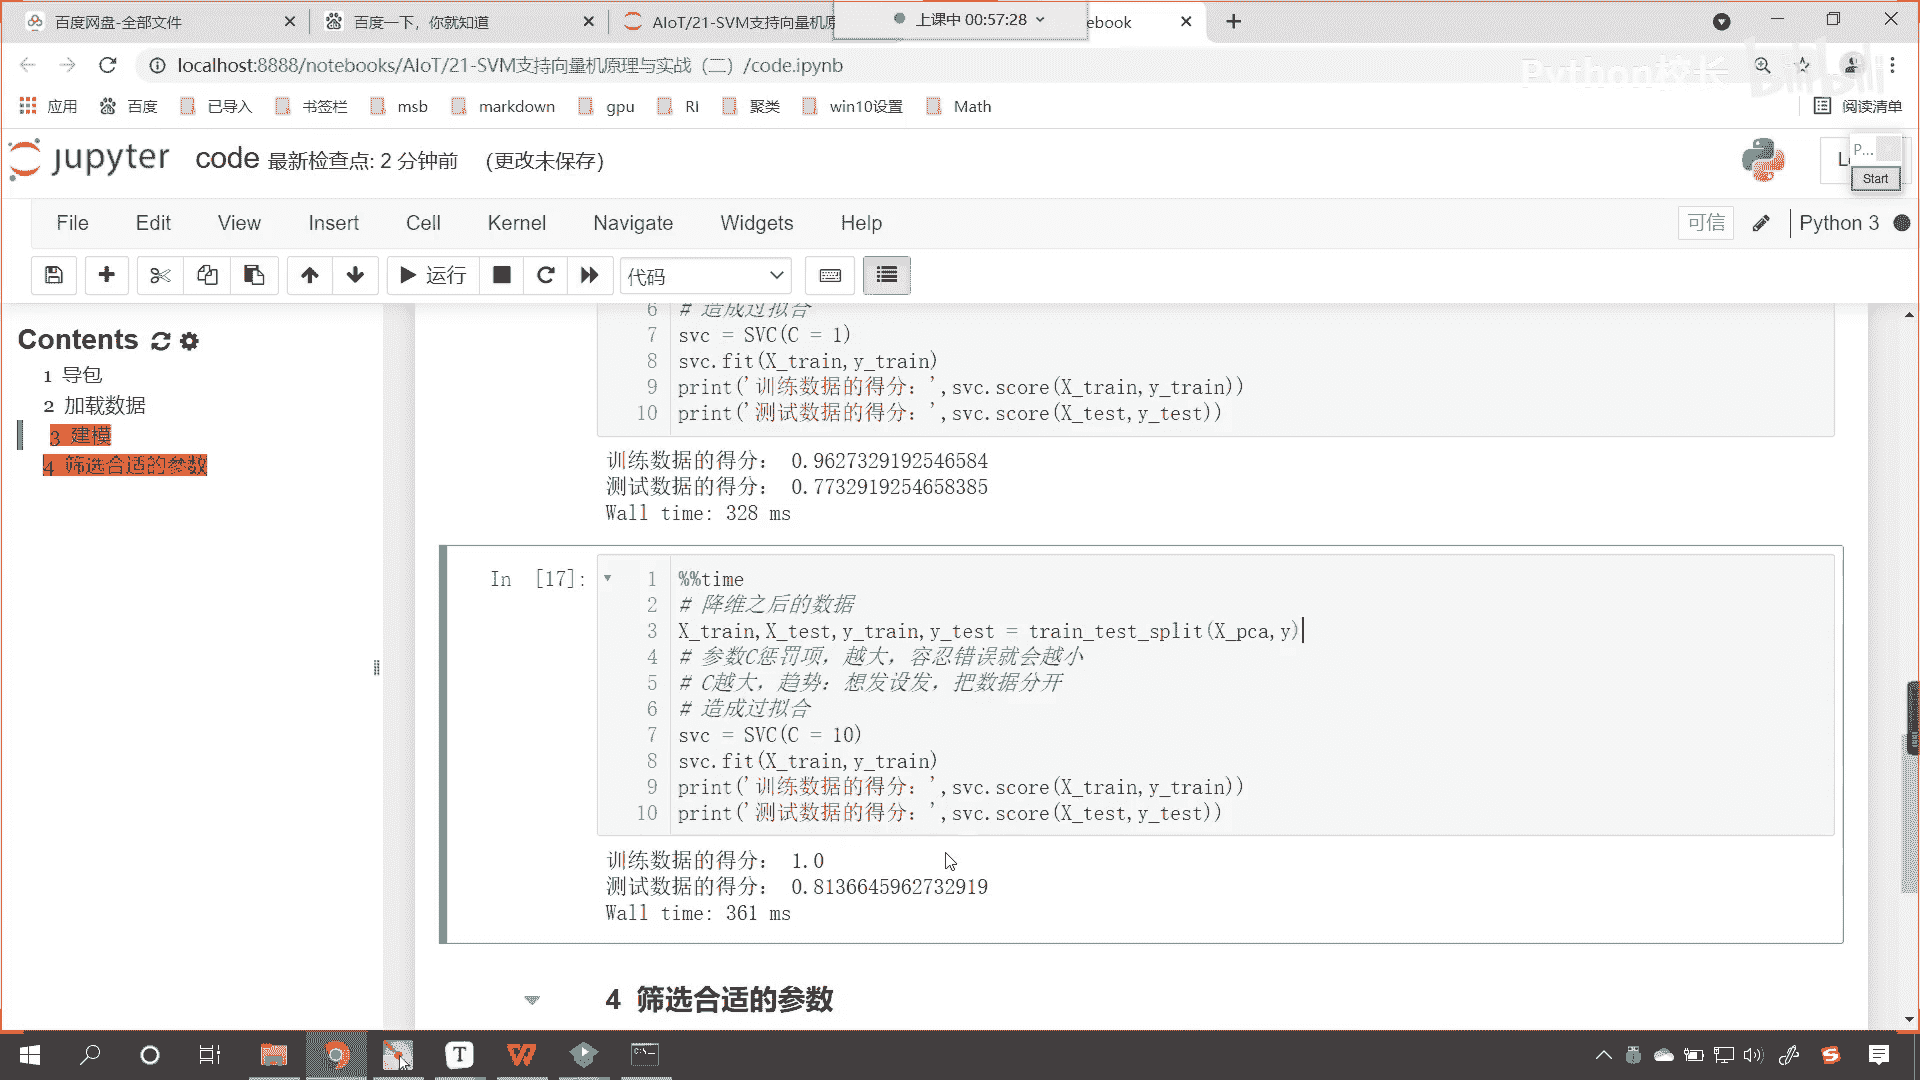 百度网盘-全部文件
百度一下，你就知道
AIoT/21-SVM支持向量机原
上课中 00:57:28
ebook
localhost:8888/notebooks/AIoT/21-SVM支持向量机原理与实战（二）/code.ipynb
Python校长
bilibili
应用
百度
已导入
书签栏
msb
markdown
gpu
RI
聚类
win10设置
Math
阅读清单
jupyter
code 最新检查点: 2 分钟前 (更改未保存)
P...
Start
File Edit View Insert Cell Kernel Navigate Widgets Help
可信
Python 3
运行
代码
Contents
1 导包
2 加载数据
3 建模
4 筛选合适的参数
6 # 造成过拟合
7 svc = SVC(C = 1)
8 svc.fit(X_train,y_train)
9 print('训练数据的得分：',svc.score(X_train,y_train))
10 print('测试数据的得分：',svc.score(X_test,y_test))
训练数据的得分： 0.9627329192546584
测试数据的得分： 0.7732919254658385
Wall time: 328 ms
In [17]:
1 %%time
2 # 降维之后的数据
3 X_train,X_test,y_train,y_test = train_test_split(X_pca,y)
4 # 参数C惩罚项，越大，容忍错误就会越小
5 # C越大，趋势：想发设发，把数据分开
6 # 造成过拟合
7 svc = SVC(C = 10)
8 svc.fit(X_train,y_train)
9 print('训练数据的得分：',svc.score(X_train,y_train))
10 print('测试数据的得分：',svc.score(X_test,y_test))
训练数据的得分： 1.0
测试数据的得分： 0.8136645962732919
Wall time: 361 ms
4 筛选合适的参数